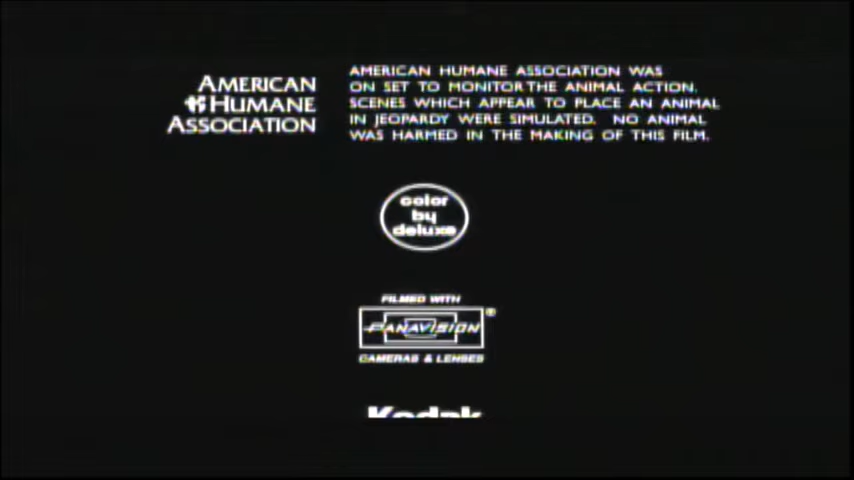 AMERICAN
HUMANE
ASSOCIATION
AMERICAN HUMANE ASSOCIATION WAS
ON SET TO MONITOR THE ANIMAL ACTION.
SCENES WHICH APPEAR TO PLACE AN ANIMAL
IN JEOPARDY WERE SIMULATED. NO ANIMAL
WAS HARMED IN THE MAKING OF THIS FILM.
color
by
deluxe
FILMED WITH
PANAVISION®
CAMERAS & LENSES
Kodak